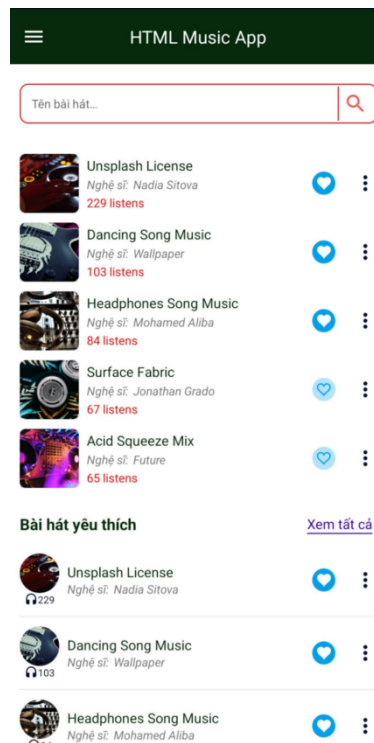 HTML Music App
Tên bài hát...
Unsplash License
Nghệ sĩ: Nadia Sitova
229 listens
Dancing Song Music
Nghệ sĩ: Wallpaper
103 listens
Headphones Song Music
Nghệ sĩ: Mohamed Aliba
84 listens
Surface Fabric
Nghệ sĩ: Jonathan Grado
67 listens
Acid Squeeze Mix
Nghệ sĩ: Future
65 listens
Bài hát yêu thích
Xem tất cả
Unsplash License
Nghệ sĩ: Nadia Sitova
229
Dancing Song Music
Nghệ sĩ: Wallpaper
103
Headphones Song Music
Nghệ sĩ: Mohamed Aliba